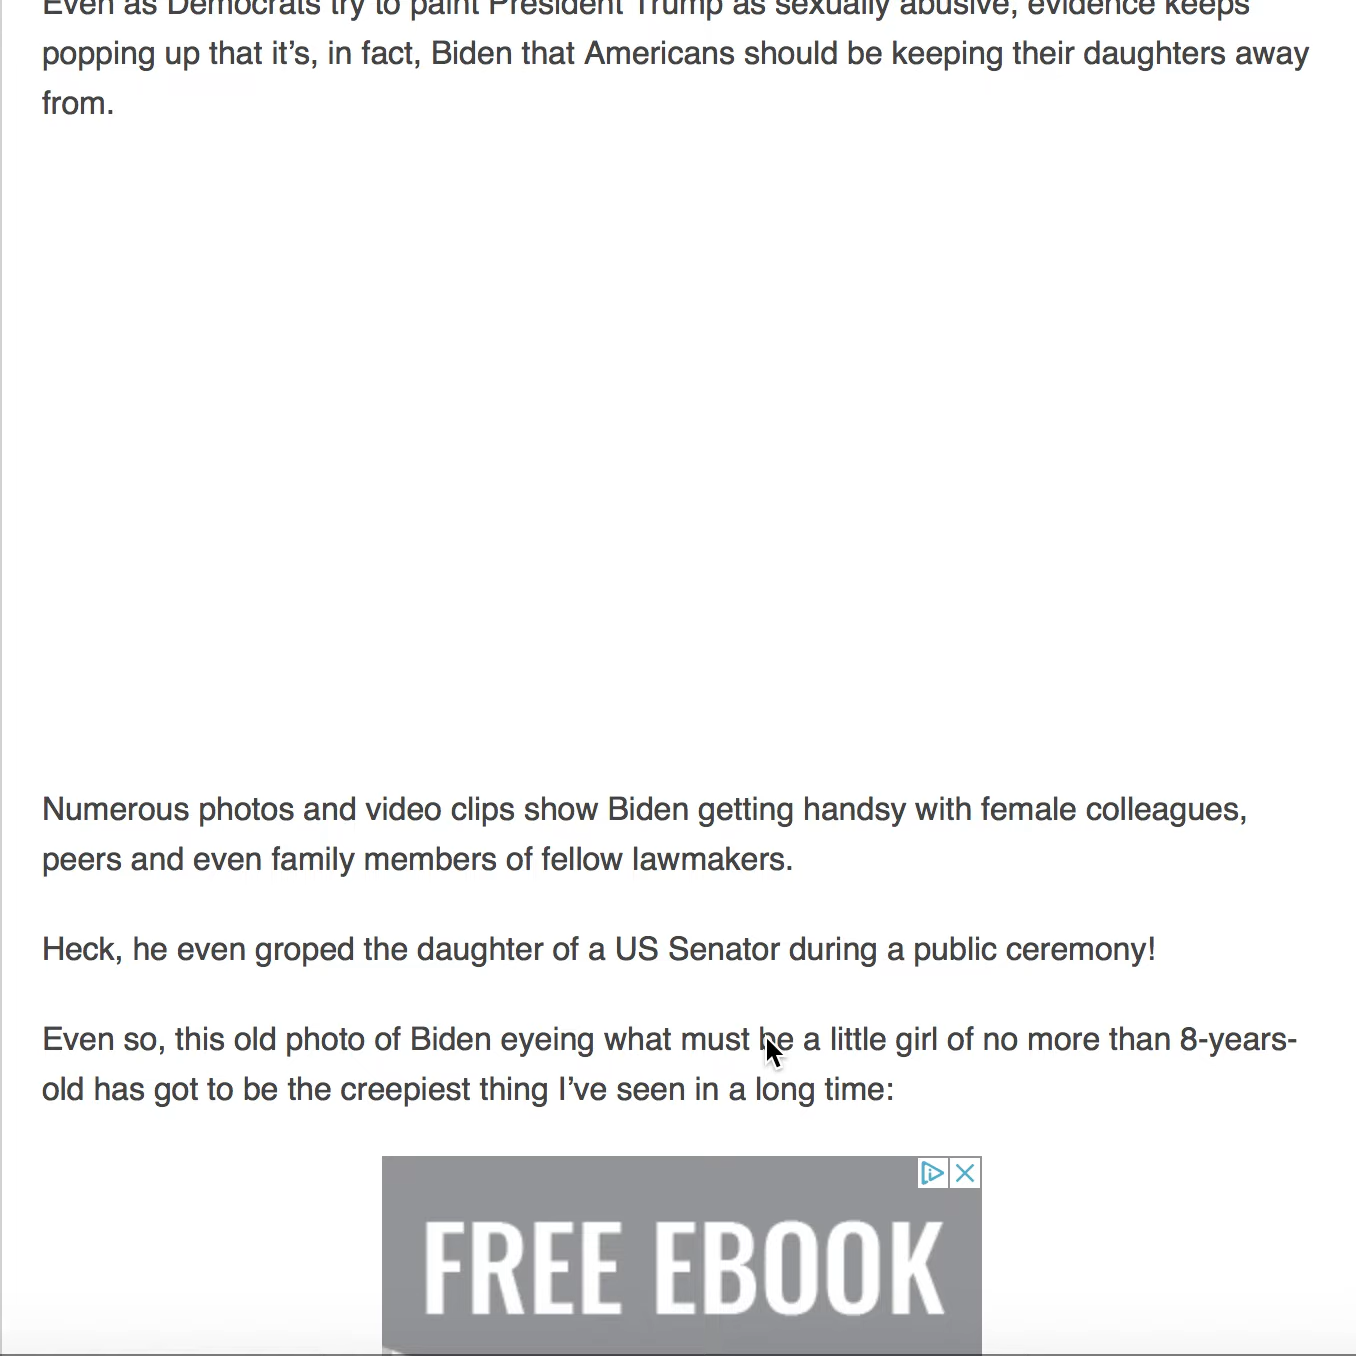 Even as Democrats try to paint President Trump as sexually abusive, evidence keeps
popping up that it’s, in fact, Biden that Americans should be keeping their daughters away
from.
Numerous photos and video clips show Biden getting handsy with female colleagues,
peers and even family members of fellow lawmakers.
Heck, he even groped the daughter of a US Senator during a public ceremony!
Even so, this old photo of Biden eyeing what must be a little girl of no more than 8-years-
old has got to be the creepiest thing I’ve seen in a long time:
FREE EBOOK